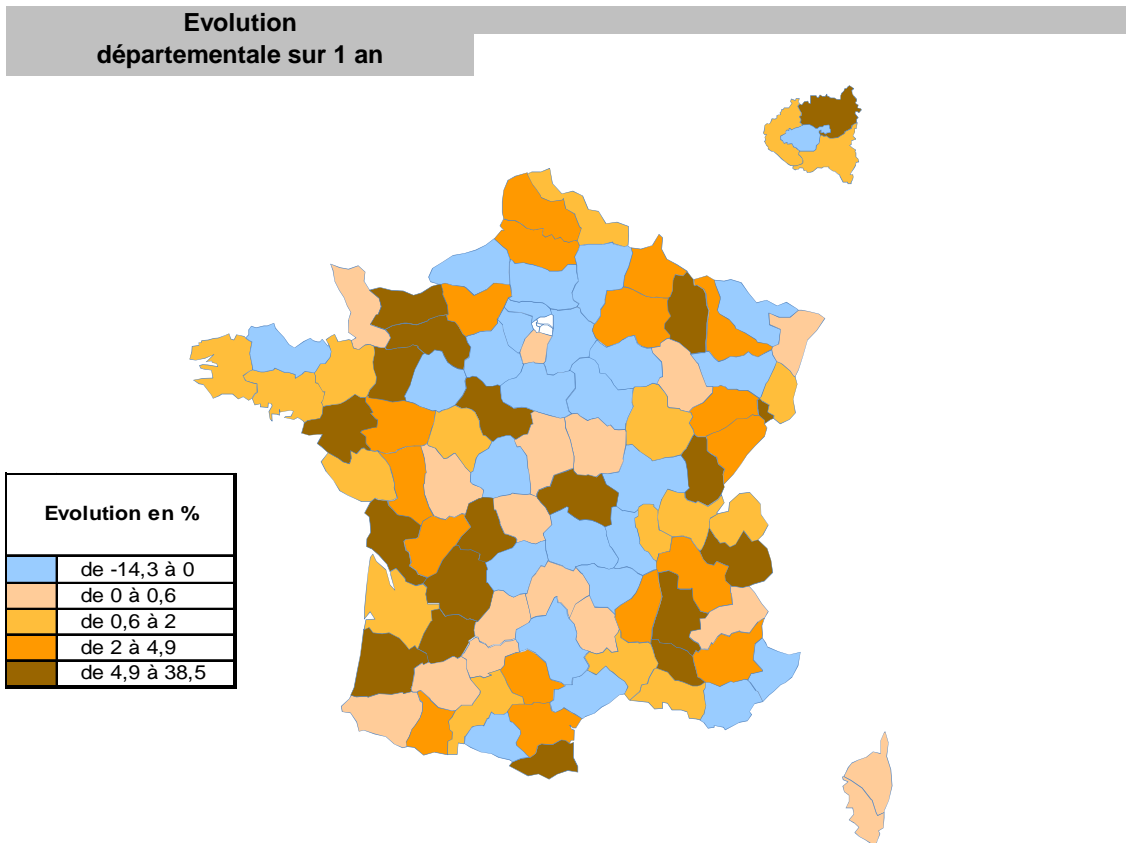 Evolution
départementale sur 1 an
Evolution en %
de -14,3 à 0
de 0 à 0,6
de 0,6 à 2
de 2 à 4,9
de 4,9 à 38,5